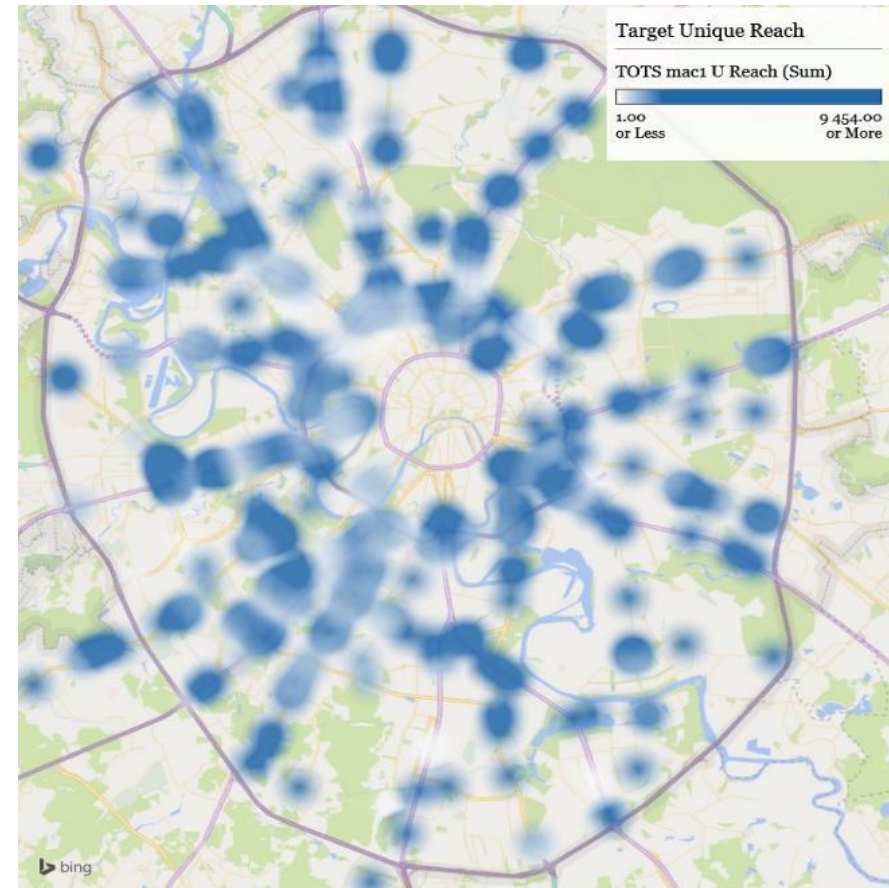 Target Unique Reach
TOTS mac1 U Reach (Sum)
1.00 9 454.00
or Less or More
bing